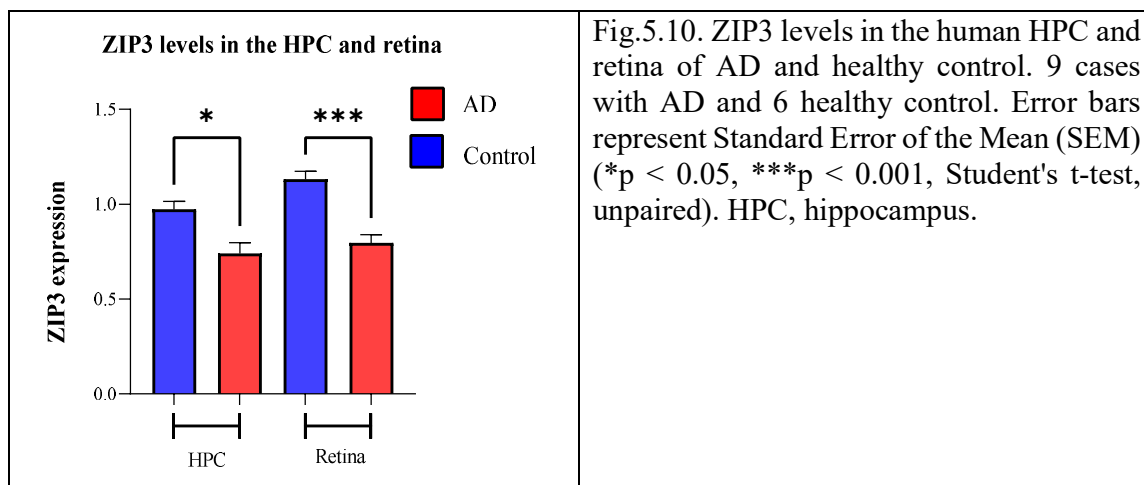 ZIP3 levels in the HPC and retina
* ***
AD
Control
1.5
1.0
0.5
0.0
ZIP3 expression
HPC Retina
Fig.5.10. ZIP3 levels in the human HPC and
retina of AD and healthy control. 9 cases
with AD and 6 healthy control. Error bars
represent Standard Error of the Mean (SEM)
(*p < 0.05, ***p < 0.001, Student's t-test,
unpaired). HPC, hippocampus.